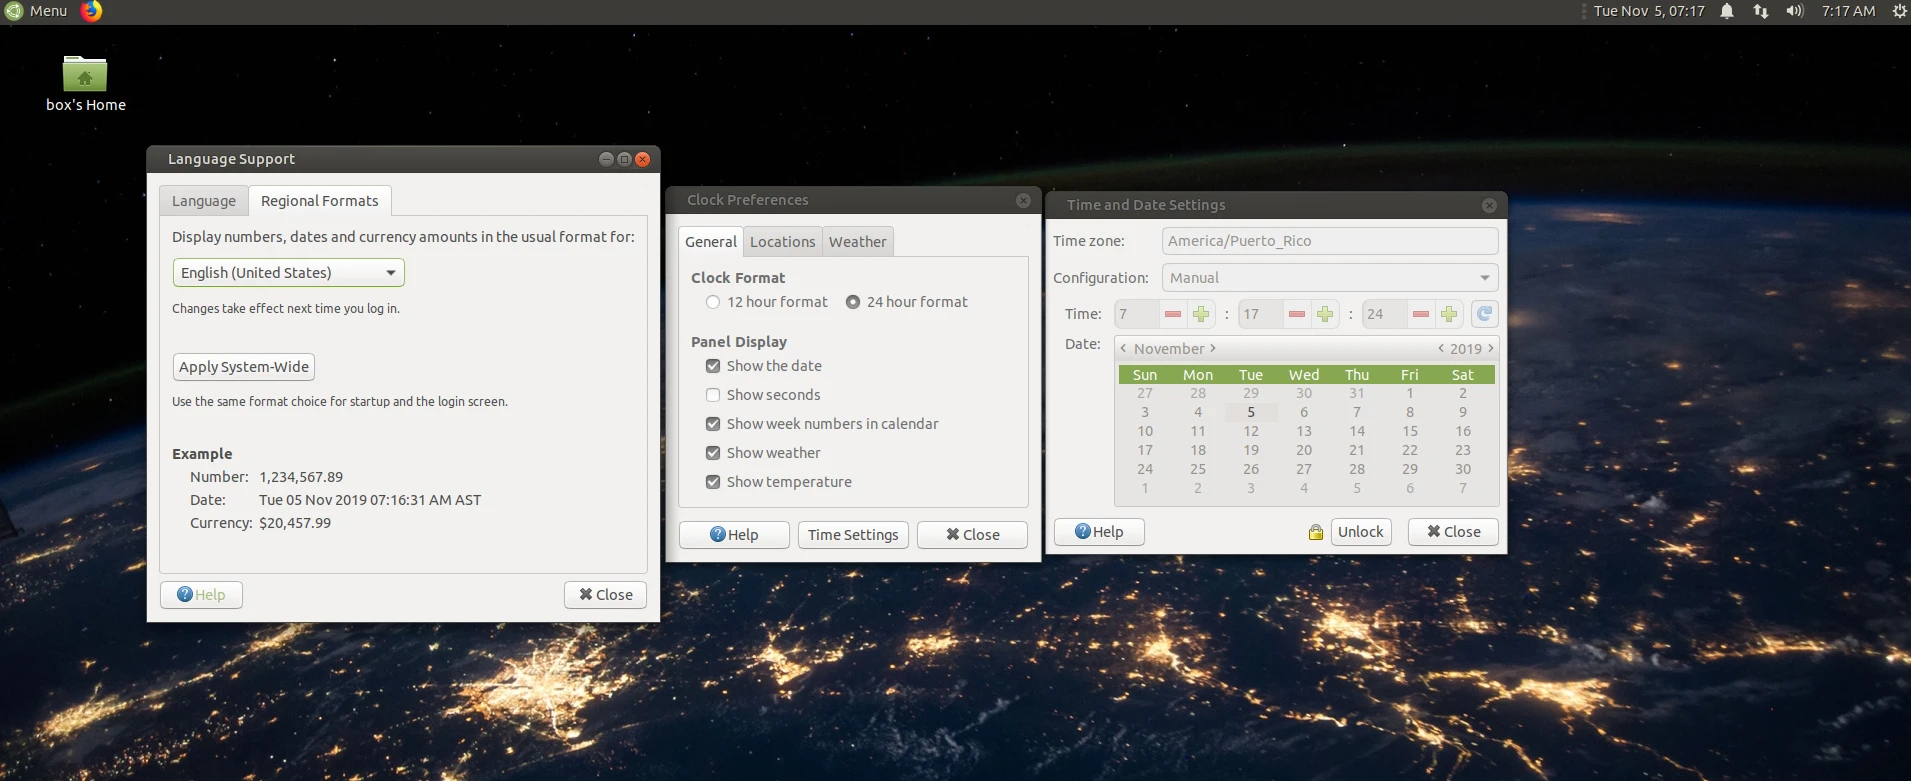 Menu
Tue Nov 5, 07:17
7:17 AM
box's Home
Language Support
Language
Regional Formats
Display numbers, dates and currency amounts in the usual format for:
English (United States)
Changes take effect next time you log in.
Apply System-Wide
Use the same format choice for startup and the login screen.
Example
Number: 1,234,567.89
Date: Tue 05 Nov 2019 07:16:31 AM AST
Currency: $20,457.99
Help
Close
Clock Preferences
General
Locations
Weather
Clock Format
12 hour format
24 hour format
Panel Display
Show the date
Show seconds
Show week numbers in calendar
Show weather
Show temperature
Help
Time Settings
Close
Time and Date Settings
Time zone: America/Puerto_Rico
Configuration: Manual
Time: 7 : 17 : 24
Date: < November > < 2019 >
Sun Mon Tue Wed Thu Fri Sat
27 28 29 30 31 1 2
3 4 5 6 7 8 9
10 11 12 13 14 15 16
17 18 19 20 21 22 23
24 25 26 27 28 29 30
1 2 3 4 5 6 7
Help
Unlock
Close